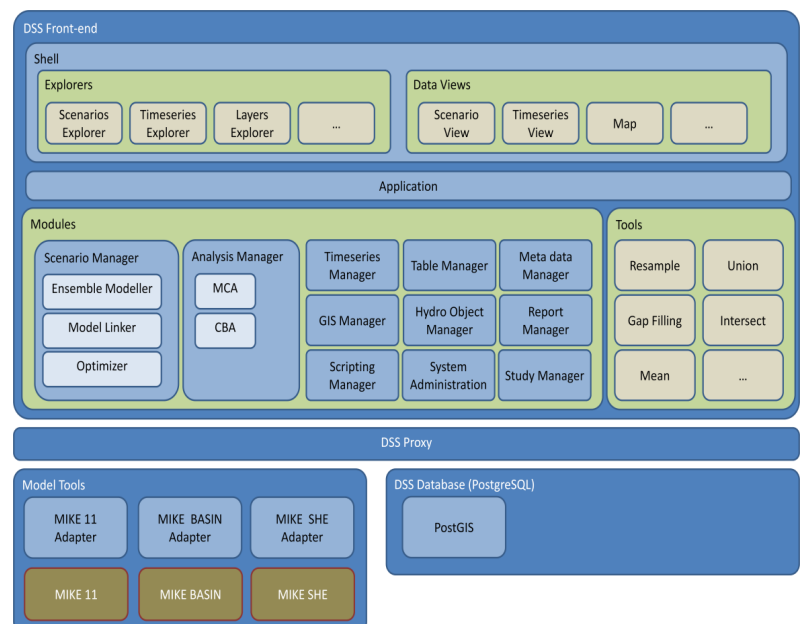 DSS Front-end
Shell
Explorers
Scenarios
Explorer
Timeseries
Explorer
Layers
Explorer
...
Data Views
Scenario
View
Timeseries
View
Map
...
Application
Modules
Scenario Manager
Ensemble Modeller
Model Linker
Optimizer
Analysis Manager
MCA
CBA
Timeseries
Manager
Table Manager
Meta data
Manager
GIS Manager
Hydro Object
Manager
Report
Manager
Scripting
Manager
System
Administration
Study Manager
Tools
Resample
Union
Gap Filling
Intersect
Mean
...
DSS Proxy
Model Tools
MIKE 11
Adapter
MIKE BASIN
Adapter
MIKE SHE
Adapter
MIKE 11
MIKE BASIN
MIKE SHE
DSS Database (PostgreSQL)
PostGIS